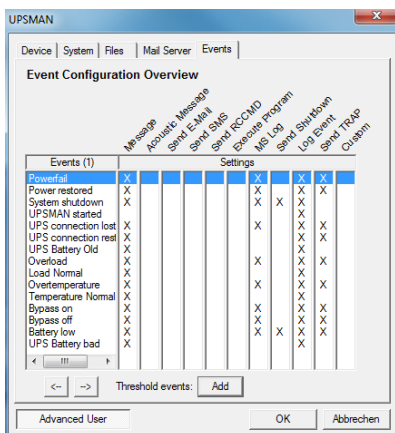 UPSMAN
Device System Files Mail Server Events
Event Configuration Overview
Message Acoustic Message Send E-Mail Send SMS Send RCCMD Execute Program MS Log Send Shutdown Log Event Send TRAP Custom
Events (1) Settings
Powerfail X X X X
Power restored X X X X
System shutdown X X X X X
UPSMAN started X
UPS connection lost X X X X
UPS connection rest X X X
UPS Battery Old X X
Overload X X X X
Load Normal X X
Overtemperature X X X X
Temperature Normal X X
Bypass on X X X X
Bypass off X X X X
Battery low X X X X X
UPS Battery bad X X
<-- --> Threshold events: Add
Advanced User OK Abbrechen